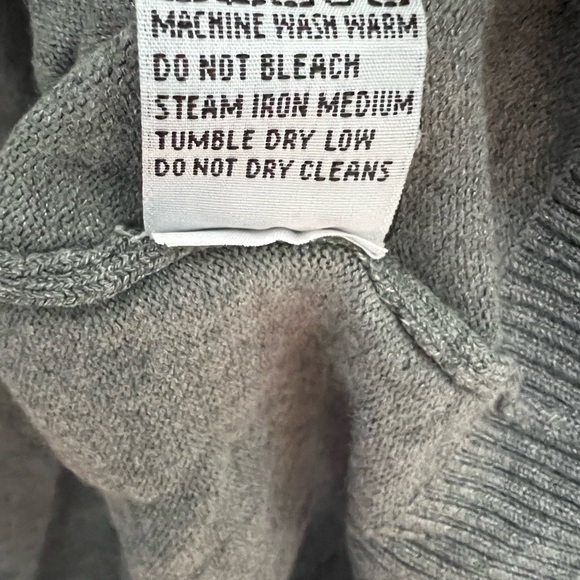 MACHINE WASH WARM
DO NOT BLEACH
STEAM IRON MEDIUM
TUMBLE DRY LOW
DO NOT DRY CLEANS